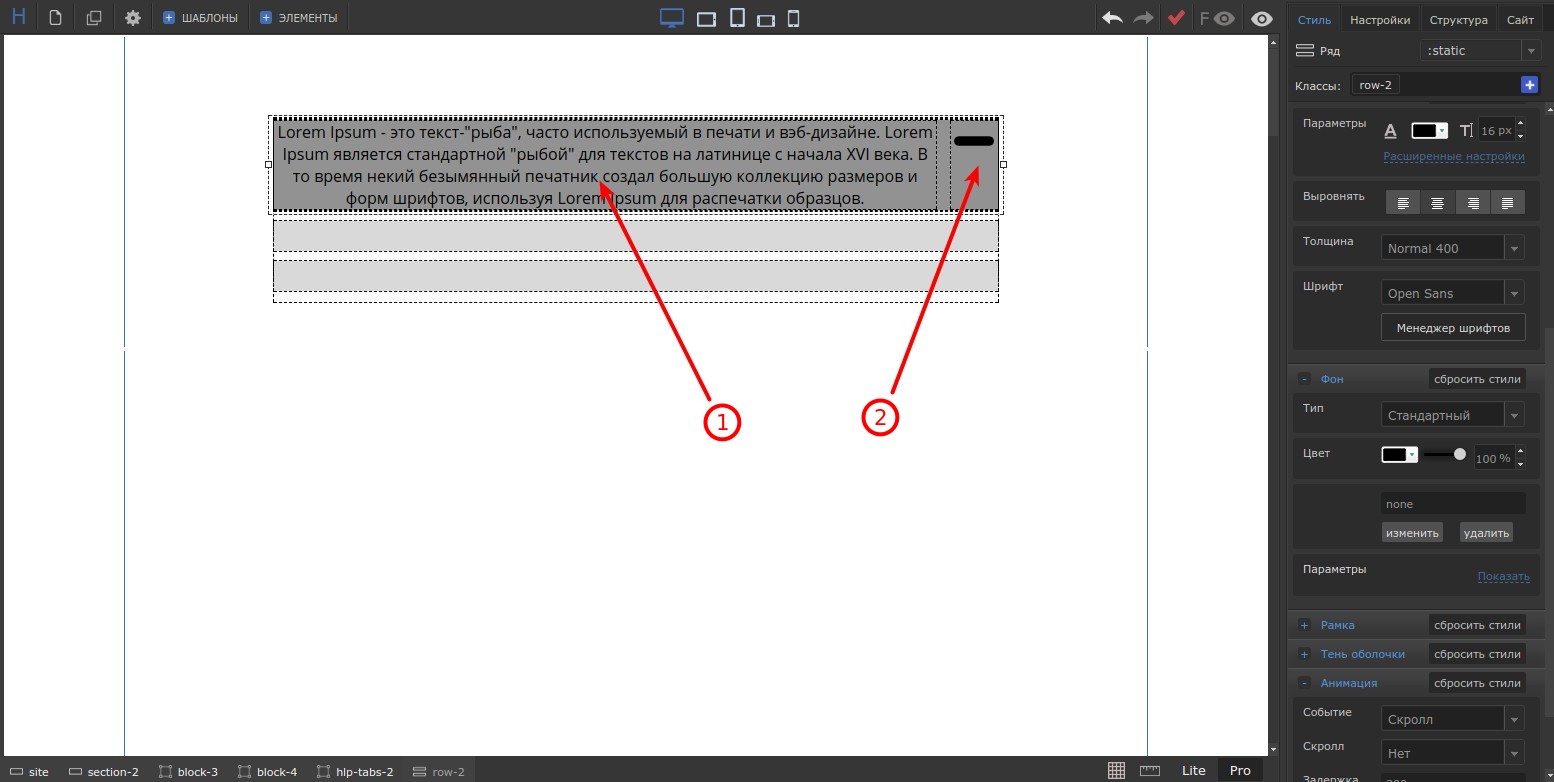 H
ШАБЛОНЫ
ЭЛЕМЕНТЫ
F
Стиль Настройки Структура Сайт
Ряд :static
Классы: row-2
Параметры A T 16 px
Расширенные настройки
Выровнять
Толщина Normal 400
Шрифт Open Sans
Менеджер шрифтов
- Фон сбросить стили
Тип Стандартный
Цвет 100 %
none
изменить удалить
Параметры Показать
+ Рамка сбросить стили
+ Тень оболочки сбросить стили
- Анимация сбросить стили
Событие Скролл
Скролл Нет
Задержка
Lorem Ipsum - это текст-"рыба", часто используемый в печати и вэб-дизайне. Lorem
Ipsum является стандартной "рыбой" для текстов на латинице с начала XVI века. В
то время некий безымянный печатник создал большую коллекцию размеров и
форм шрифтов, используя Lorem Ipsum для распечатки образцов.
1
2
site section-2 block-3 block-4 hlp-tabs-2 row-2
Lite Pro